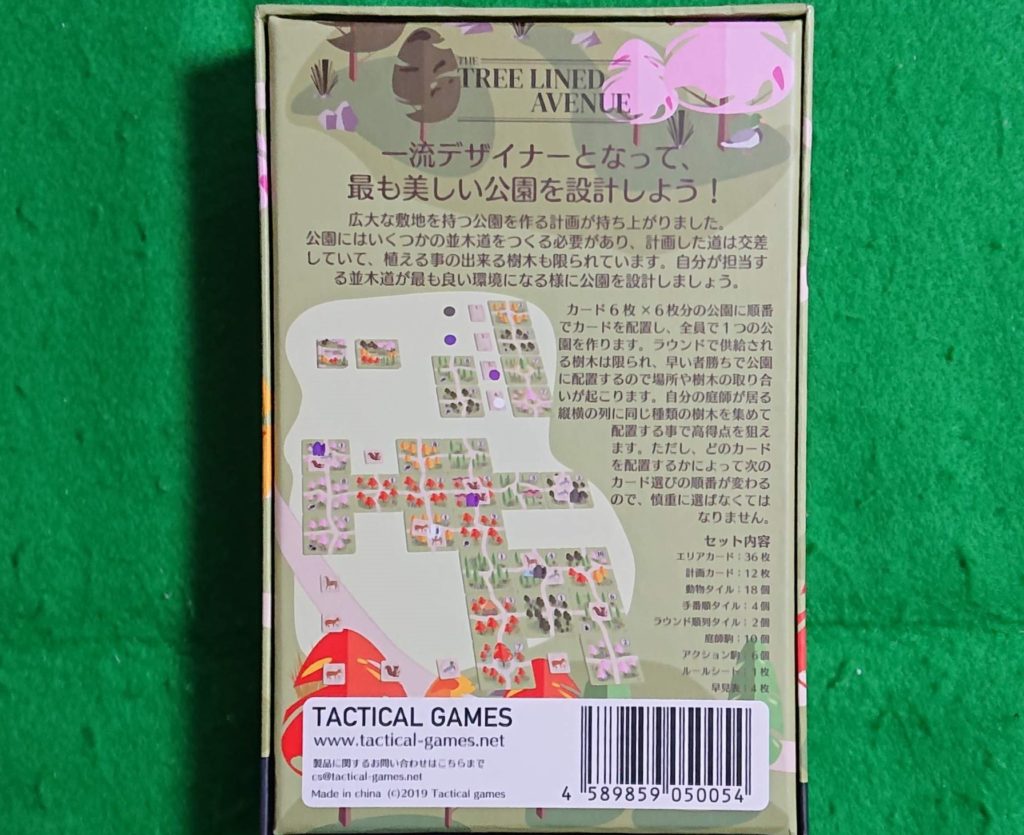 THE
TREE LINED
AVENUE
一流デザイナーとなって、
最も美しい公園を設計しよう！
広大な敷地を持つ公園を作る計画が持ち上がりました。
公園にはいくつかの並木道をつくる必要があり、計画した道は交差
していて、植える事の出来る樹木も限られています。自分が担当す
る並木道が最も良い環境になる様に公園を設計しましょう。
カード６枚×６枚分の公園に順番
でカードを配置し、全員で１つの公
園を作ります。ラウンドで供給され
る樹木は限られ、早い者勝ちで公園
に配置するので場所や樹木の取り合
いが起こります。自分の庭師が居る
縦横の列に同じ種類の樹木を集めて
配置する事で高得点を狙え
ます。ただし、どのカード
を配置するかによって次の
カード選びの順番が変わる
ので、慎重に選ばなくては
なりません。
セット内容
エリアカード：36枚
計画カード：12枚
動物タイル：18個
手番順タイル：4個
ラウンド順列タイル：2個
庭師駒：10個
アクション駒：6個
ルールシート：1枚
早見表：4枚
TACTICAL GAMES
www.tactical-games.net
製品に関するお問い合わせはこちらまで
cs@tactical-games.net
Made in china (c)2019 Tactical games
4 589859 050054